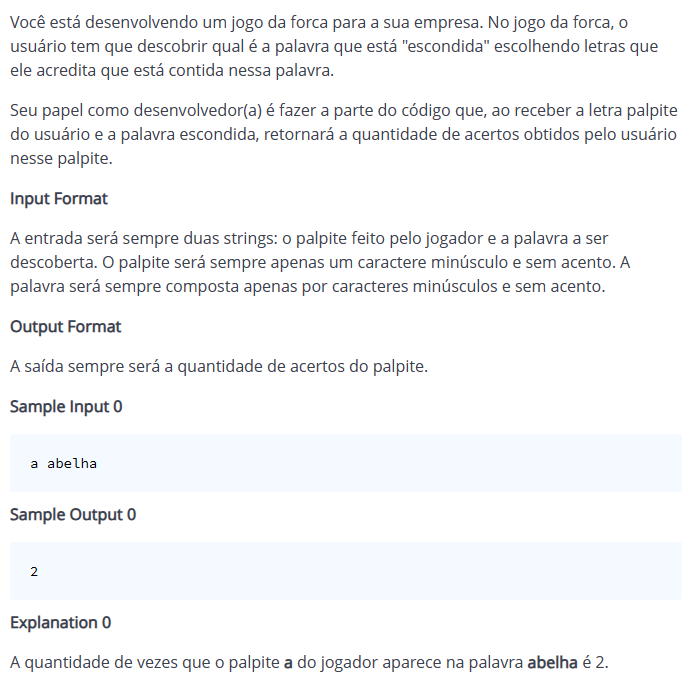 Você está desenvolvendo um jogo da forca para a sua empresa. No jogo da forca, o
usuário tem que descobrir qual é a palavra que está "escondida" escolhendo letras que
ele acredita que está contida nessa palavra.
Seu papel como desenvolvedor(a) é fazer a parte do código que, ao receber a letra palpite
do usuário e a palavra escondida, retornará a quantidade de acertos obtidos pelo usuário
nesse palpite.
Input Format
A entrada será sempre duas strings: o palpite feito pelo jogador e a palavra a ser
descoberta. O palpite será sempre apenas um caractere minúsculo e sem acento. A
palavra será sempre composta apenas por caracteres minúsculos e sem acento.
Output Format
A saída sempre será a quantidade de acertos do palpite.
Sample Input 0
a abelha
Sample Output 0
2
Explanation 0
A quantidade de vezes que o palpite a do jogador aparece na palavra abelha é 2.